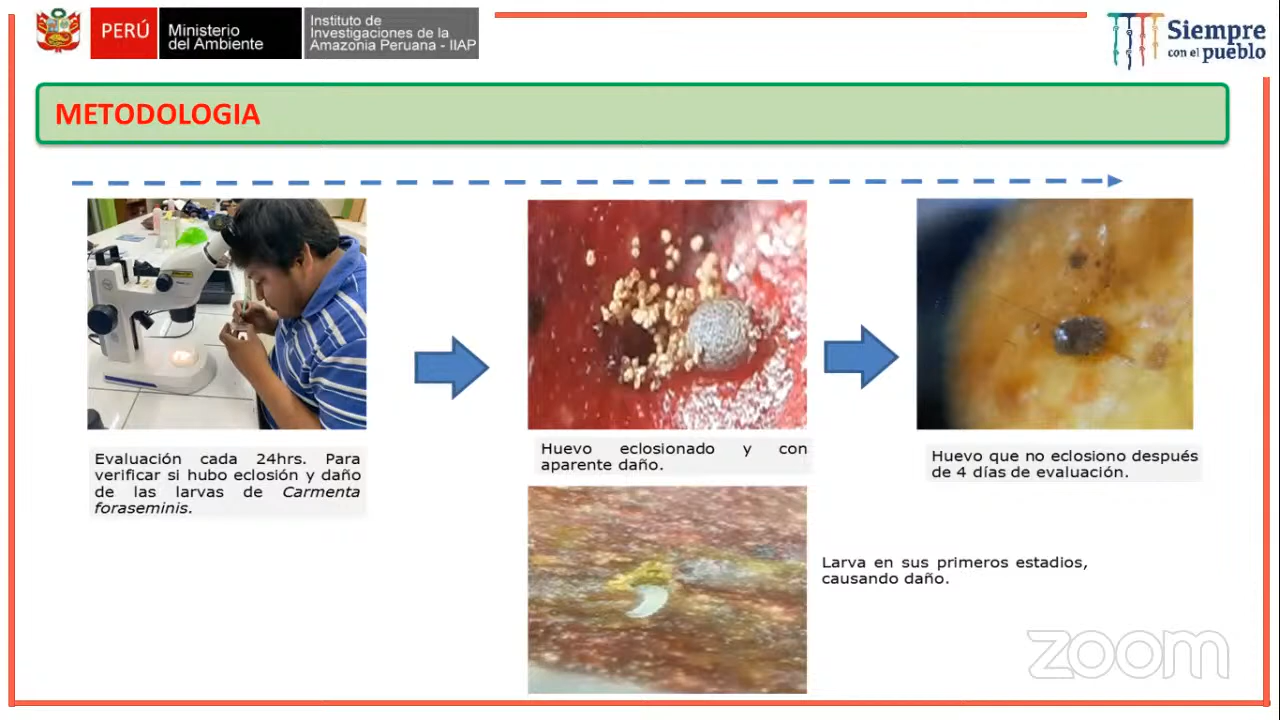 PERÚ
Ministerio
del Ambiente
Instituto de
Investigaciones de la
Amazonia Peruana - IIAP
Siempre
con el pueblo
METODOLOGIA
Evaluación cada 24hrs. Para
verificar si hubo eclosión y daño
de las larvas de Carmenta
foraseminis.
Huevo eclosionado y con
aparente daño.
Huevo que no eclosiono después
de 4 días de evaluación.
Larva en sus primeros estadios,
causando daño.
zoom